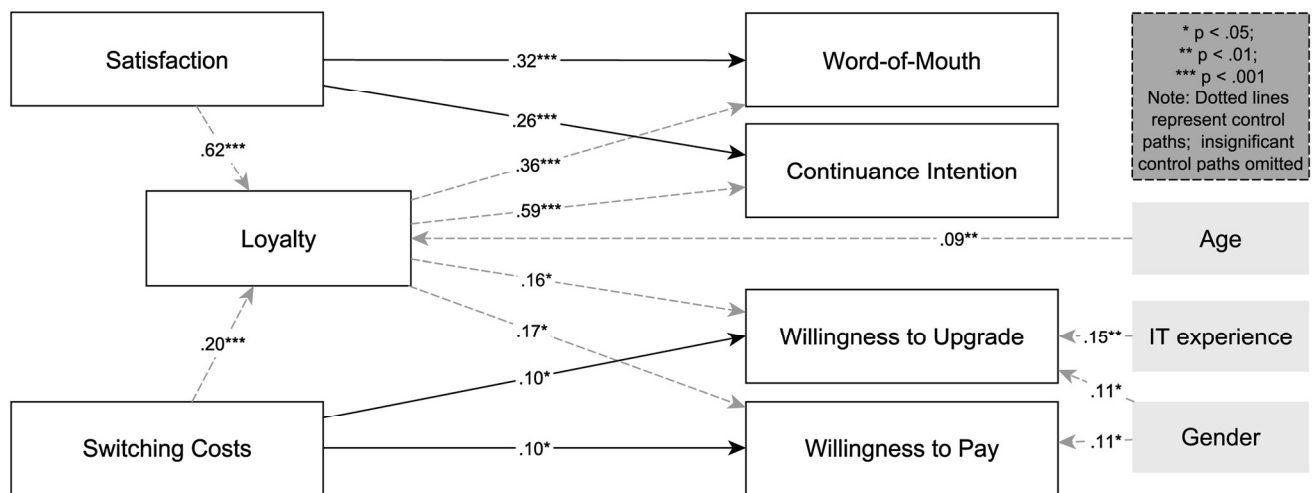 Satisfaction
Word-of-Mouth
* p < .05;
** p < .01;
*** p < .001
Note: Dotted lines
represent control
paths;  insignificant
control paths omitted
.32***
.26***
.62***
.36***
Continuance Intention
.59***
Loyalty
.09**
Age
.16*
.17*
Willingness to Upgrade
.15**
IT experience
.20***
.10*
.11*
Switching Costs
.10*
Willingness to Pay
.11*
Gender